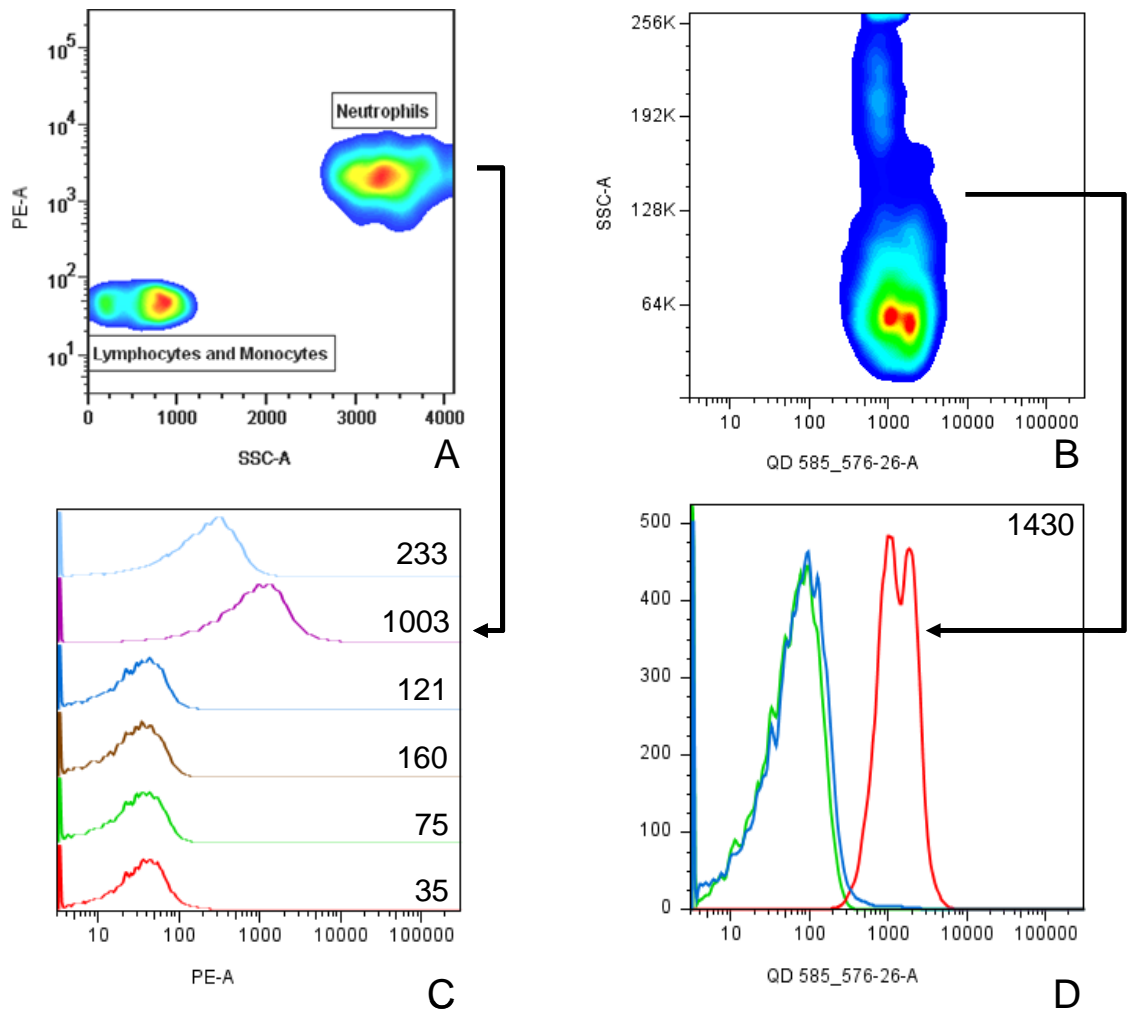 10^5
10^4
10^3
10^2
10^1
PE-A
Neutrophils
Lymphocytes and Monocytes
0 1000 2000 3000 4000
SSC-A
A
256K
192K
128K
64K
SSC-A
10 100 1000 10000 100000
QD 585_576-26-A
B
233
1003
121
160
75
35
10 100 1000 10000 100000
PE-A
C
500
400
300
200
100
0
1430
10 100 1000 10000 100000
QD 585_576-26-A
D